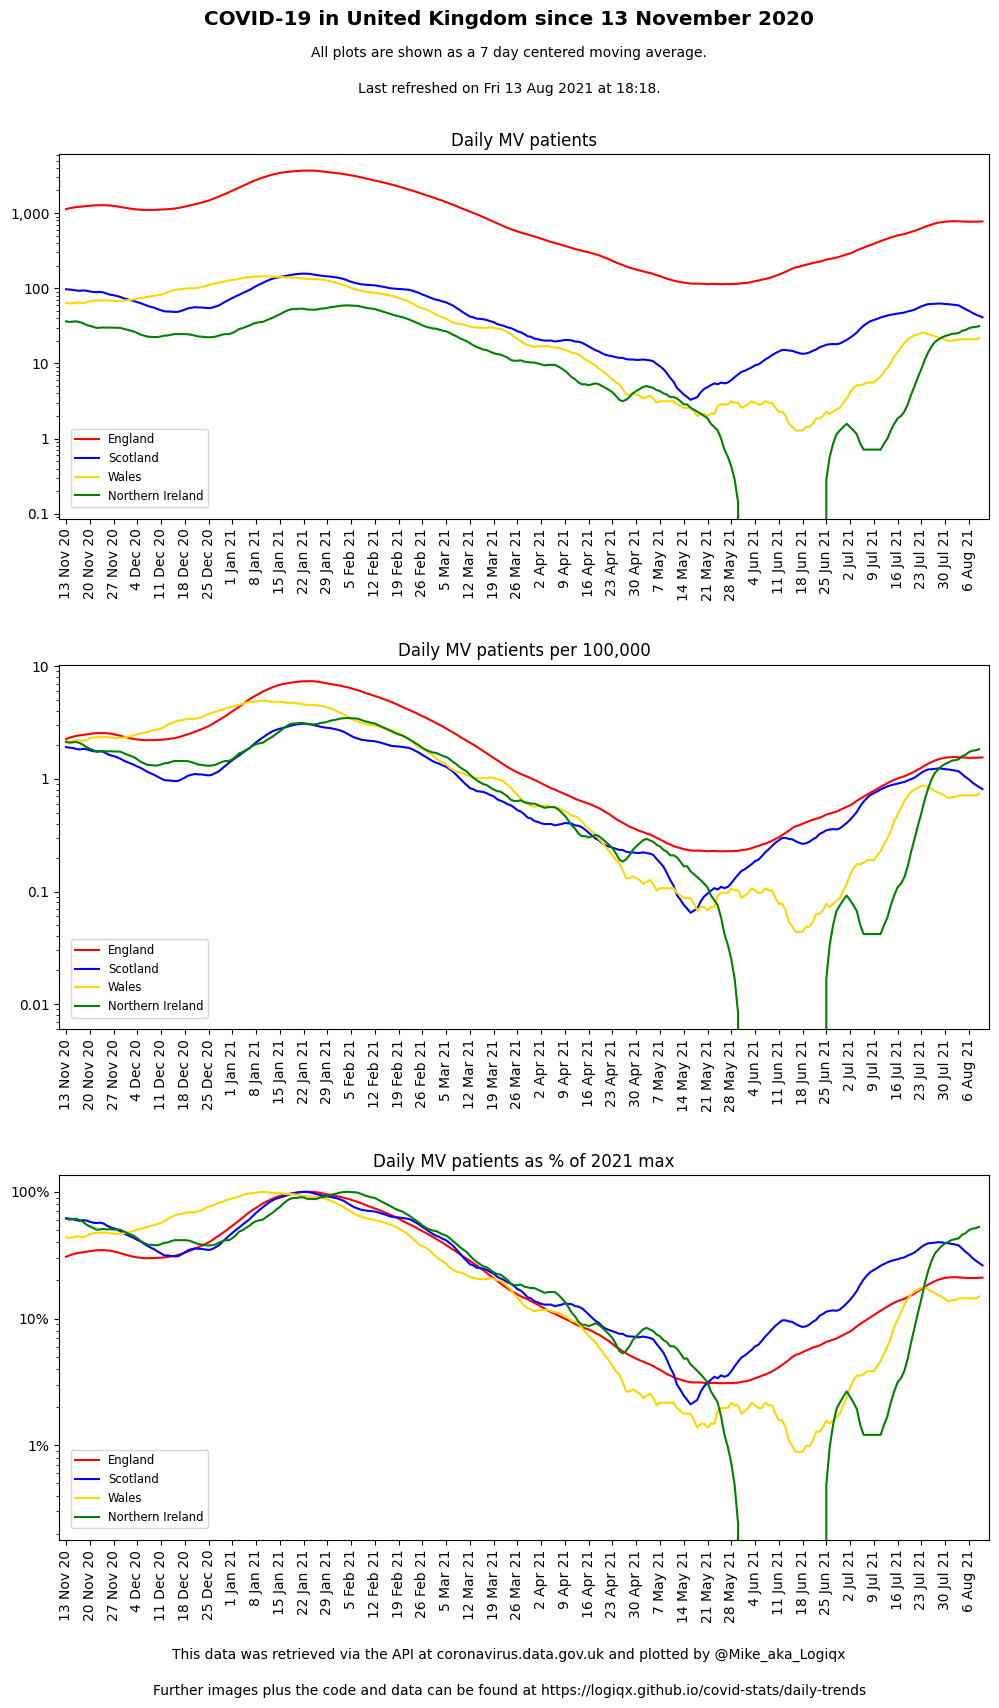 COVID-19 in United Kingdom since 13 November 2020
All plots are shown as a 7 day centered moving average.
Last refreshed on Fri 13 Aug 2021 at 18:18.
Daily MV patients
1,000
100
10
1
0.1
England
Scotland
Wales
Northern Ireland
13 Nov 20
20 Nov 20
27 Nov 20
4 Dec 20
11 Dec 20
18 Dec 20
25 Dec 20
1 Jan 21
8 Jan 21
15 Jan 21
22 Jan 21
29 Jan 21
5 Feb 21
12 Feb 21
19 Feb 21
26 Feb 21
5 Mar 21
12 Mar 21
19 Mar 21
26 Mar 21
2 Apr 21
9 Apr 21
16 Apr 21
23 Apr 21
30 Apr 21
7 May 21
14 May 21
21 May 21
28 May 21
4 Jun 21
11 Jun 21
18 Jun 21
25 Jun 21
2 Jul 21
9 Jul 21
16 Jul 21
23 Jul 21
30 Jul 21
6 Aug 21
Daily MV patients per 100,000
10
1
0.1
0.01
England
Scotland
Wales
Northern Ireland
13 Nov 20
20 Nov 20
27 Nov 20
4 Dec 20
11 Dec 20
18 Dec 20
25 Dec 20
1 Jan 21
8 Jan 21
15 Jan 21
22 Jan 21
29 Jan 21
5 Feb 21
12 Feb 21
19 Feb 21
26 Feb 21
5 Mar 21
12 Mar 21
19 Mar 21
26 Mar 21
2 Apr 21
9 Apr 21
16 Apr 21
23 Apr 21
30 Apr 21
7 May 21
14 May 21
21 May 21
28 May 21
4 Jun 21
11 Jun 21
18 Jun 21
25 Jun 21
2 Jul 21
9 Jul 21
16 Jul 21
23 Jul 21
30 Jul 21
6 Aug 21
Daily MV patients as % of 2021 max
100%
10%
1%
England
Scotland
Wales
Northern Ireland
13 Nov 20
20 Nov 20
27 Nov 20
4 Dec 20
11 Dec 20
18 Dec 20
25 Dec 20
1 Jan 21
8 Jan 21
15 Jan 21
22 Jan 21
29 Jan 21
5 Feb 21
12 Feb 21
19 Feb 21
26 Feb 21
5 Mar 21
12 Mar 21
19 Mar 21
26 Mar 21
2 Apr 21
9 Apr 21
16 Apr 21
23 Apr 21
30 Apr 21
7 May 21
14 May 21
21 May 21
28 May 21
4 Jun 21
11 Jun 21
18 Jun 21
25 Jun 21
2 Jul 21
9 Jul 21
16 Jul 21
23 Jul 21
30 Jul 21
6 Aug 21
This data was retrieved via the API at coronavirus.data.gov.uk and plotted by @Mike_aka_Logiqx
Further images plus the code and data can be found at https://logiqx.github.io/covid-stats/daily-trends